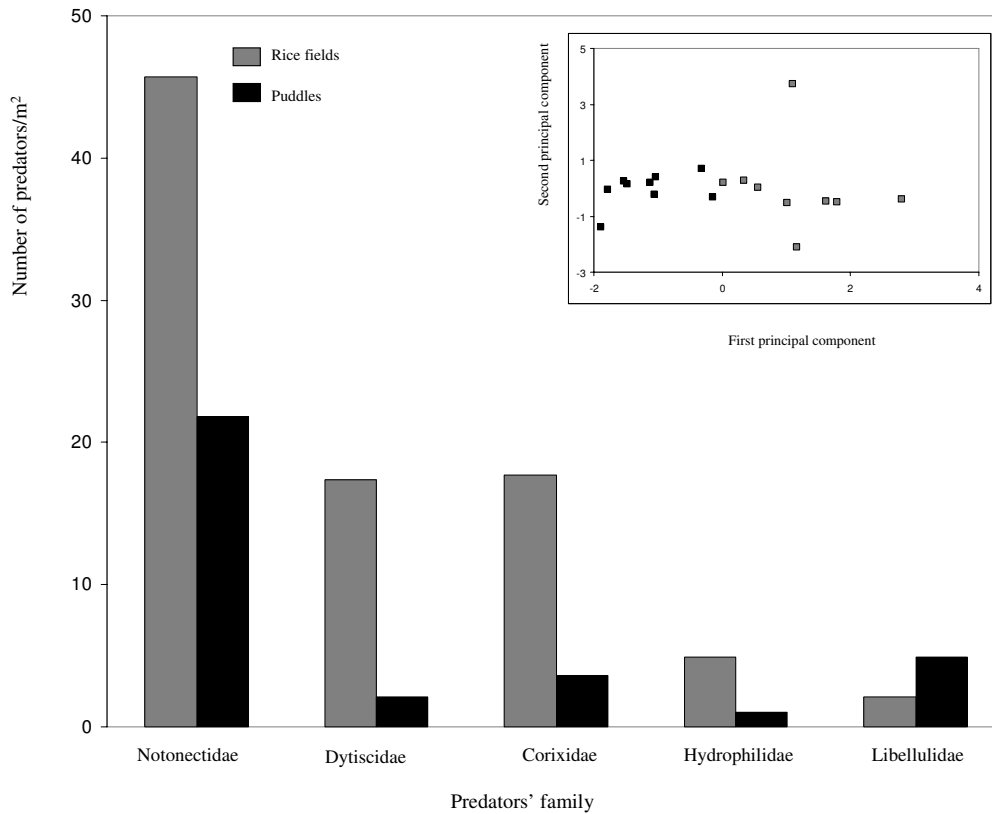 50
40
30
20
10
0
Number of predators/m²
Rice fields
Puddles
5
3
1
-1
-3
Second principal component
-2
0
2
4
First principal component
Notonectidae
Dytiscidae
Corixidae
Hydrophilidae
Libellulidae
Predators’ family